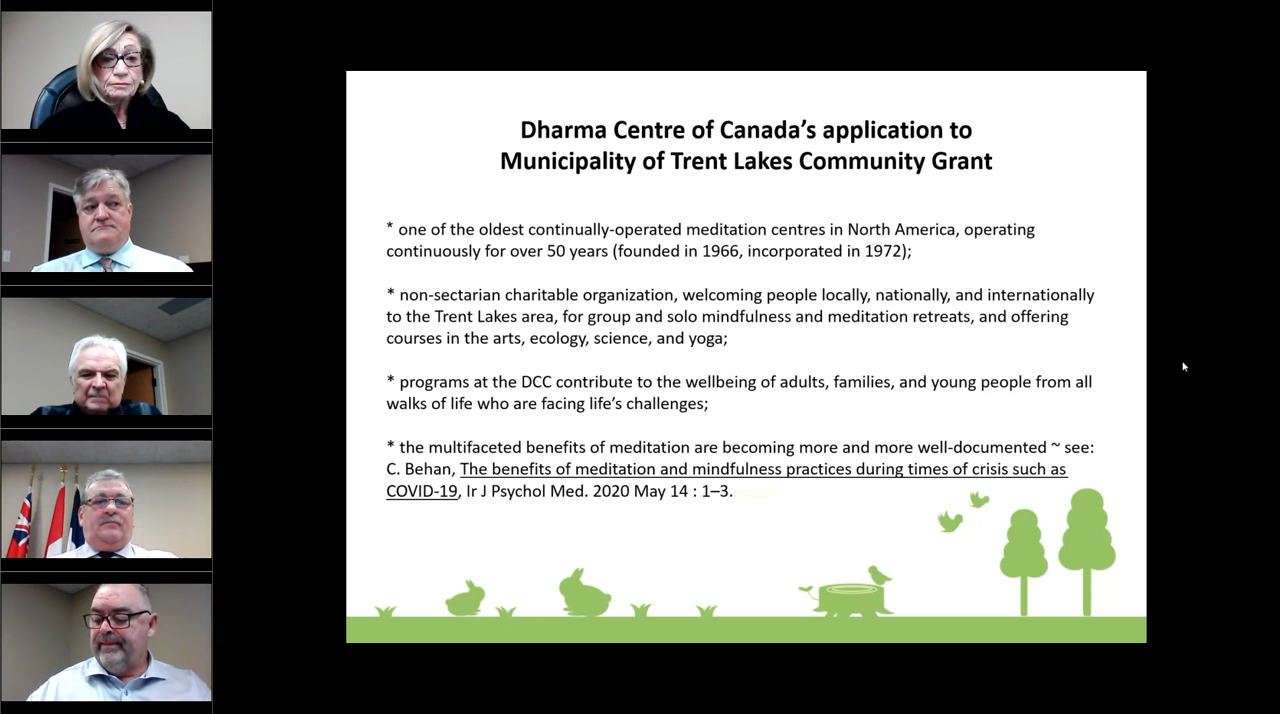 Dharma Centre of Canada’s application to
Municipality of Trent Lakes Community Grant
* one of the oldest continually-operated meditation centres in North America, operating
continuously for over 50 years (founded in 1966, incorporated in 1972);
* non-sectarian charitable organization, welcoming people locally, nationally, and internationally
to the Trent Lakes area, for group and solo mindfulness and meditation retreats, and offering
courses in the arts, ecology, science, and yoga;
* programs at the DCC contribute to the wellbeing of adults, families, and young people from all
walks of life who are facing life’s challenges;
* the multifaceted benefits of meditation are becoming more and more well-documented ~ see:
C. Behan, The benefits of meditation and mindfulness practices during times of crisis such as
COVID-19, Ir J Psychol Med. 2020 May 14 : 1–3.